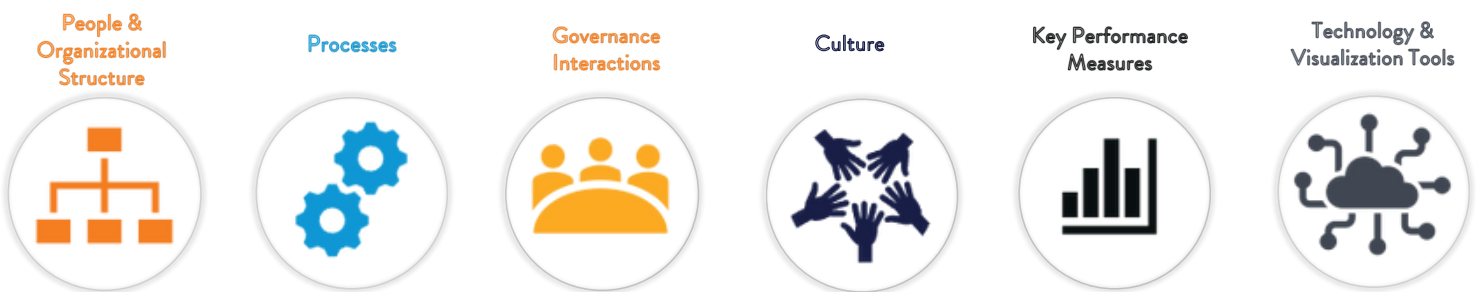 People &
Organizational
Structure
Processes
Governance
Interactions
Culture
Key Performance
Measures
Technology &
Visualization Tools